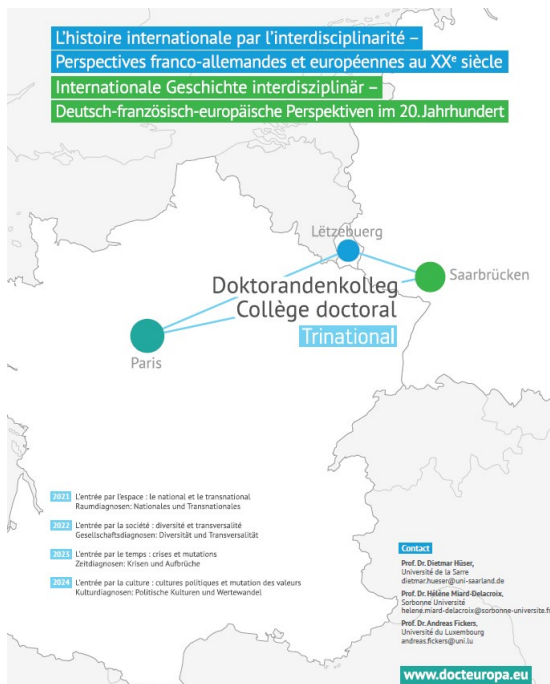 L'histoire internationale par l'interdisciplinarité –
Perspectives franco-allemandes et européennes au XXe siècle
Internationale Geschichte interdisziplinär –
Deutsch-französisch-europäische Perspektiven im 20. Jahrhundert
Lëtzebuerg
Saarbrücken
Doktorandenkolleg
Collège doctoral
Trinational
Paris
2021 L'entrée par l'espace : le national et le transnational
Raumdiagnosen: Nationales und Transnationales
2022 L'entrée par la société : diversité et transversalité
Gesellschaftsdiagnosen: Diversität und Transversalität
2023 L'entrée par le temps : crises et mutations
Zeitdiagnosen: Krisen und Aufbrüche
2024 L'entrée par la culture : cultures politiques et mutation des valeurs
Kulturdiagnosen: Politische Kulturen und Wertewandel
Contact
Prof. Dr. Dietmar Hüser,
Université de la Sarre
dietmar.hueser@uni-saarland.de
Prof. Dr. Hélène Miard-Delacroix,
Sorbonne Université
helene.miard-delacroix@sorbonne-universite.fr
Prof. Dr. Andreas Fickers,
Université du Luxembourg
andreas.fickers@uni.lu
www.docteuropa.eu